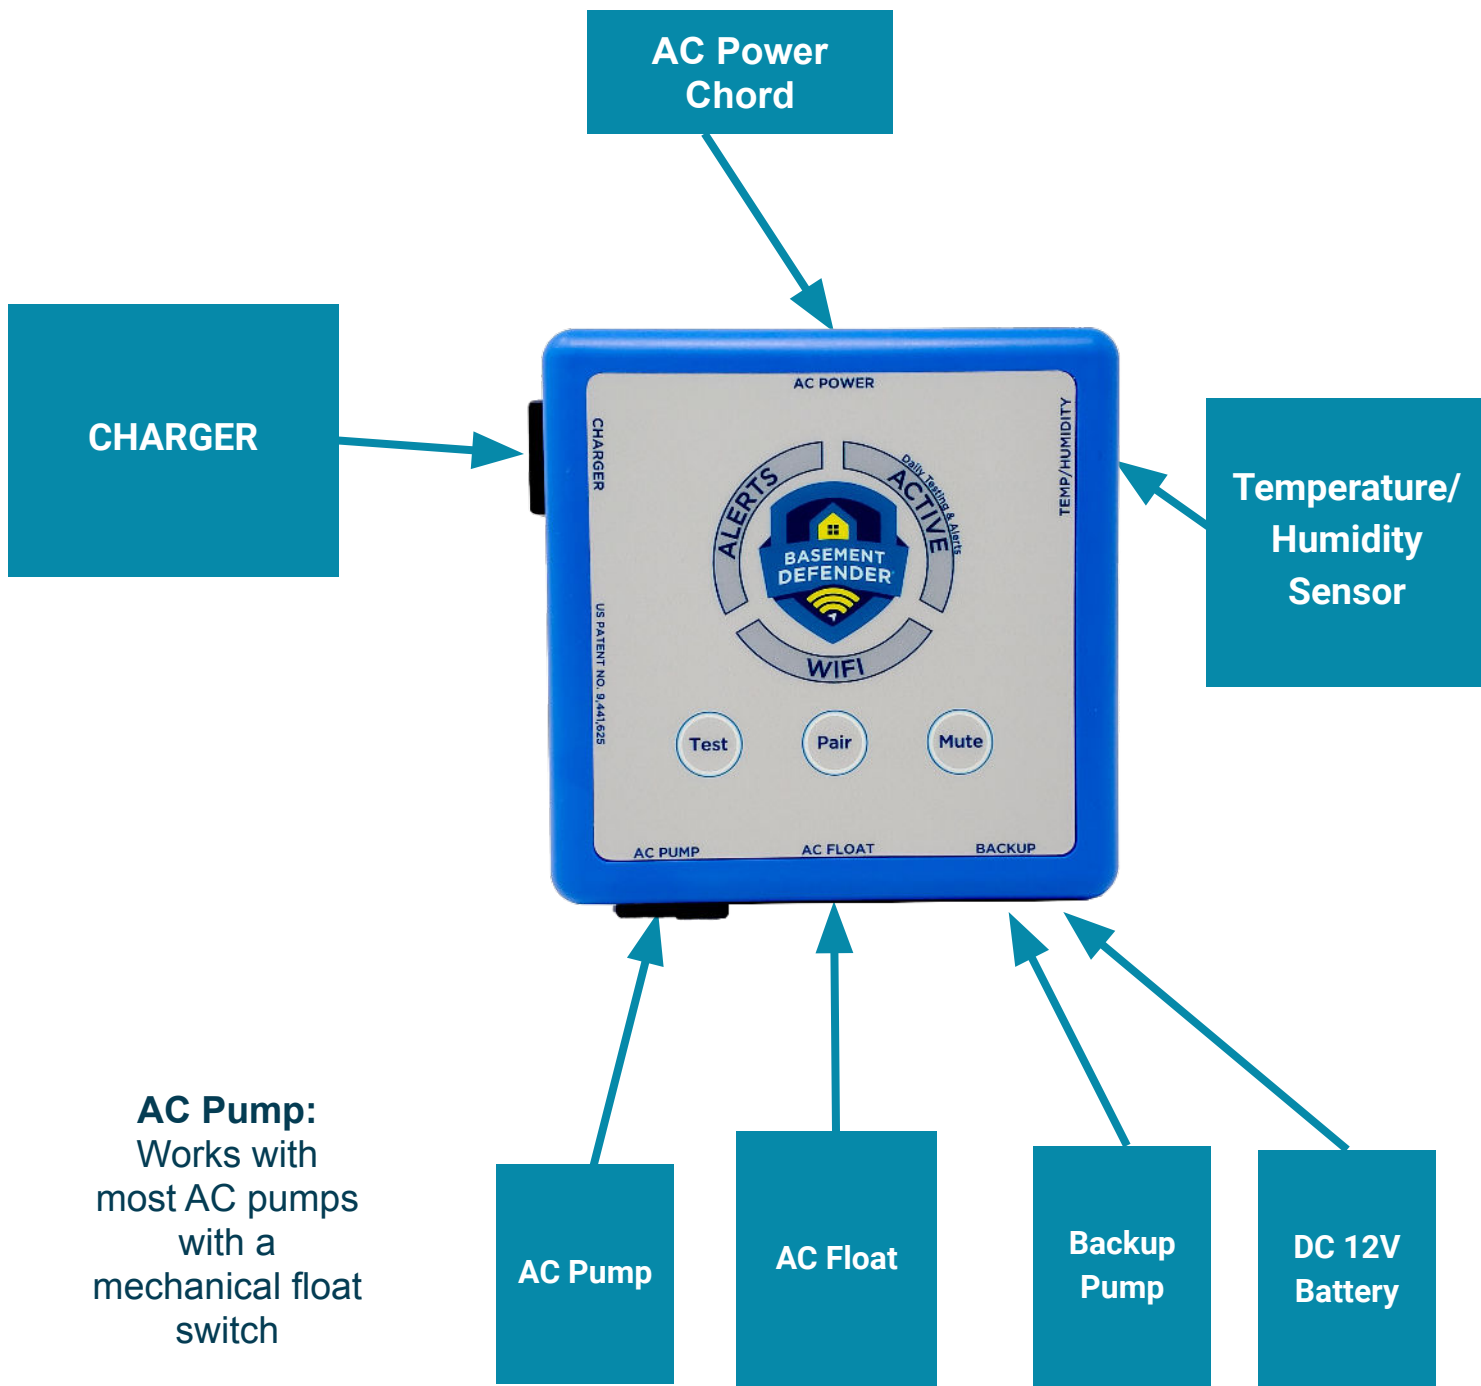 AC Power
Chord
CHARGER
Temperature/
Humidity
Sensor
AC POWER
CHARGER
TEMP/HUMIDITY
ALERTS
ACTIVE
Daily Testing & Alerts
BASEMENT
DEFENDER
WIFI
US PATENT NO. 9,441,625
Test
Pair
Mute
AC PUMP
AC FLOAT
BACKUP
AC Pump:
Works with
most AC pumps
with a
mechanical float
switch
AC Pump
AC Float
Backup
Pump
DC 12V
Battery